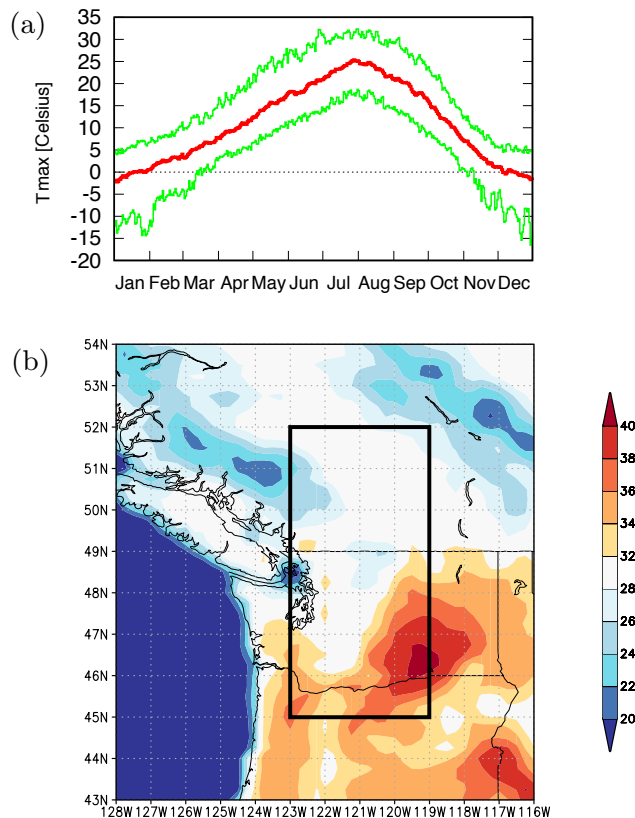 (a)
Tmax [Celsius]
35
30
25
20
15
10
5
0
-5
-10
-15
-20
Jan Feb Mar Apr May Jun Jul Aug Sep Oct Nov Dec
(b)
54N
53N
52N
51N
50N
49N
48N
47N
46N
45N
44N
43N
128W 127W 126W 125W 124W 123W 122W 121W 120W 119W 118W 117W 116W
40
38
36
34
32
30
28
26
24
22
20